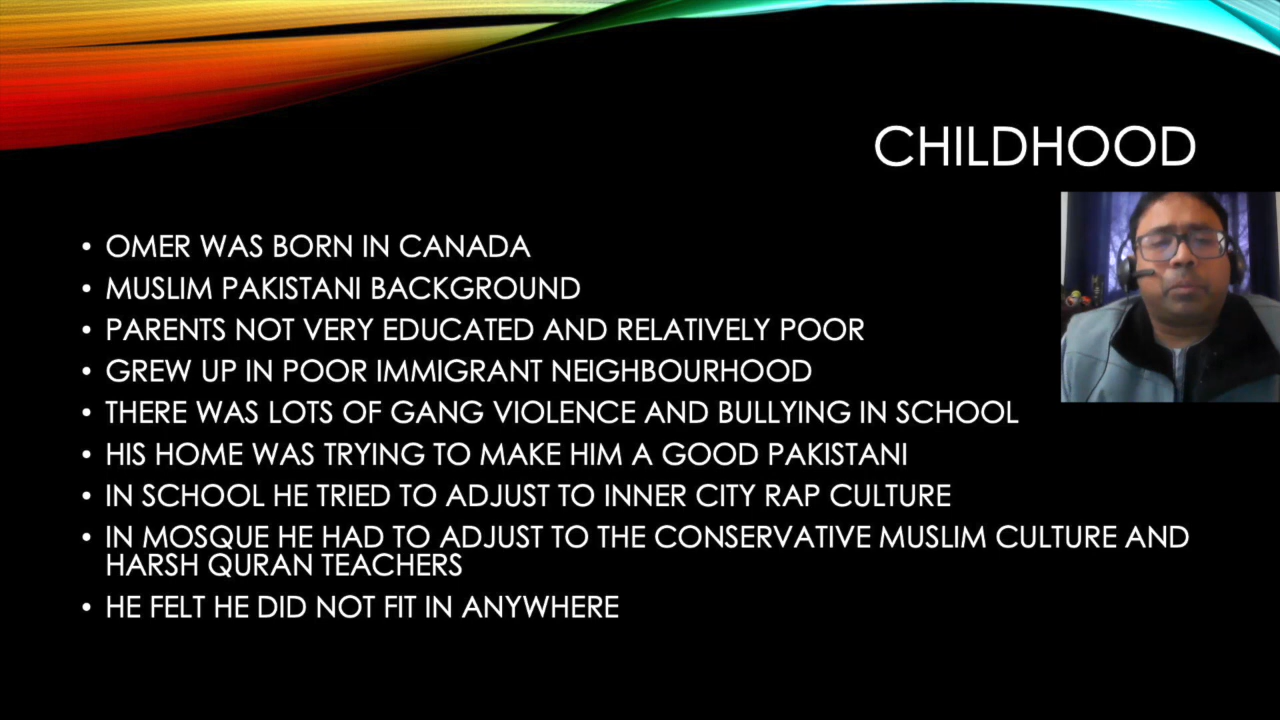 CHILDHOOD
• OMER WAS BORN IN CANADA
• MUSLIM PAKISTANI BACKGROUND
• PARENTS NOT VERY EDUCATED AND RELATIVELY POOR
• GREW UP IN POOR IMMIGRANT NEIGHBOURHOOD
• THERE WAS LOTS OF GANG VIOLENCE AND BULLYING IN SCHOOL
• HIS HOME WAS TRYING TO MAKE HIM A GOOD PAKISTANI
• IN SCHOOL HE TRIED TO ADJUST TO INNER CITY RAP CULTURE
• IN MOSQUE HE HAD TO ADJUST TO THE CONSERVATIVE MUSLIM CULTURE AND
HARSH QURAN TEACHERS
• HE FELT HE DID NOT FIT IN ANYWHERE